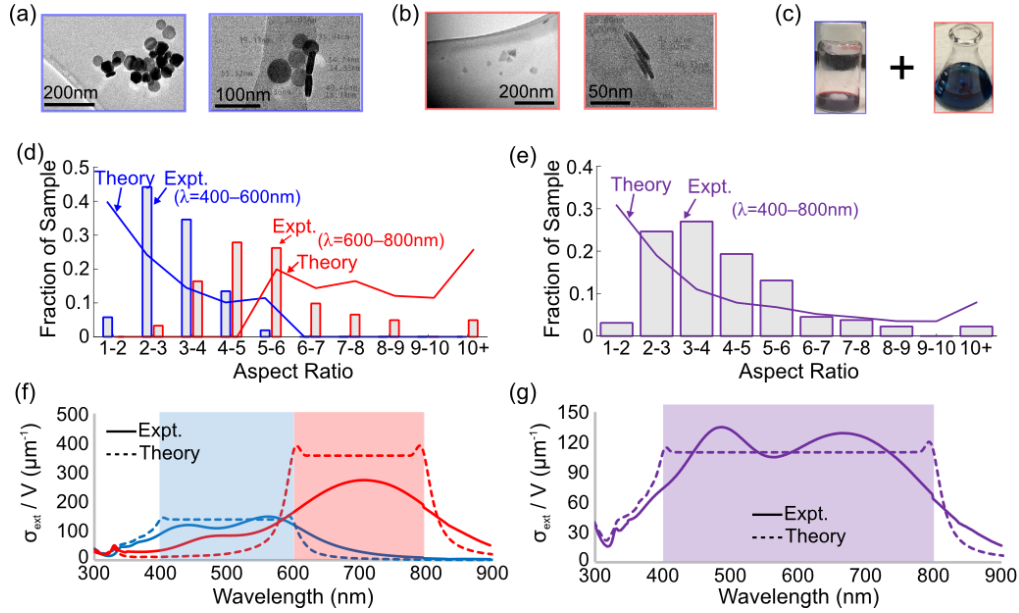 (a)
200nm
100nm
(b)
200nm
50nm
(c)
+
(d)
Fraction of Sample
0.5
0.4
0.3
0.2
0.1
0
Theory
Expt.
(λ=400–600nm)
Expt.
(λ=600–800nm)
Theory
1-2 2-3 3-4 4-5 5-6 6-7 7-8 8-9 9-10 10+
Aspect Ratio
(e)
Fraction of Sample
0.4
0.3
0.2
0.1
0
Theory
Expt.
(λ=400–800nm)
1-2 2-3 3-4 4-5 5-6 6-7 7-8 8-9 9-10 10+
Aspect Ratio
(f)
σext / V (μm⁻¹)
500
400
300
200
100
0
Expt.
Theory
300 400 500 600 700 800 900
Wavelength (nm)
(g)
σext / V (μm⁻¹)
150
120
90
60
30
0
Expt.
Theory
300 400 500 600 700 800 900
Wavelength (nm)